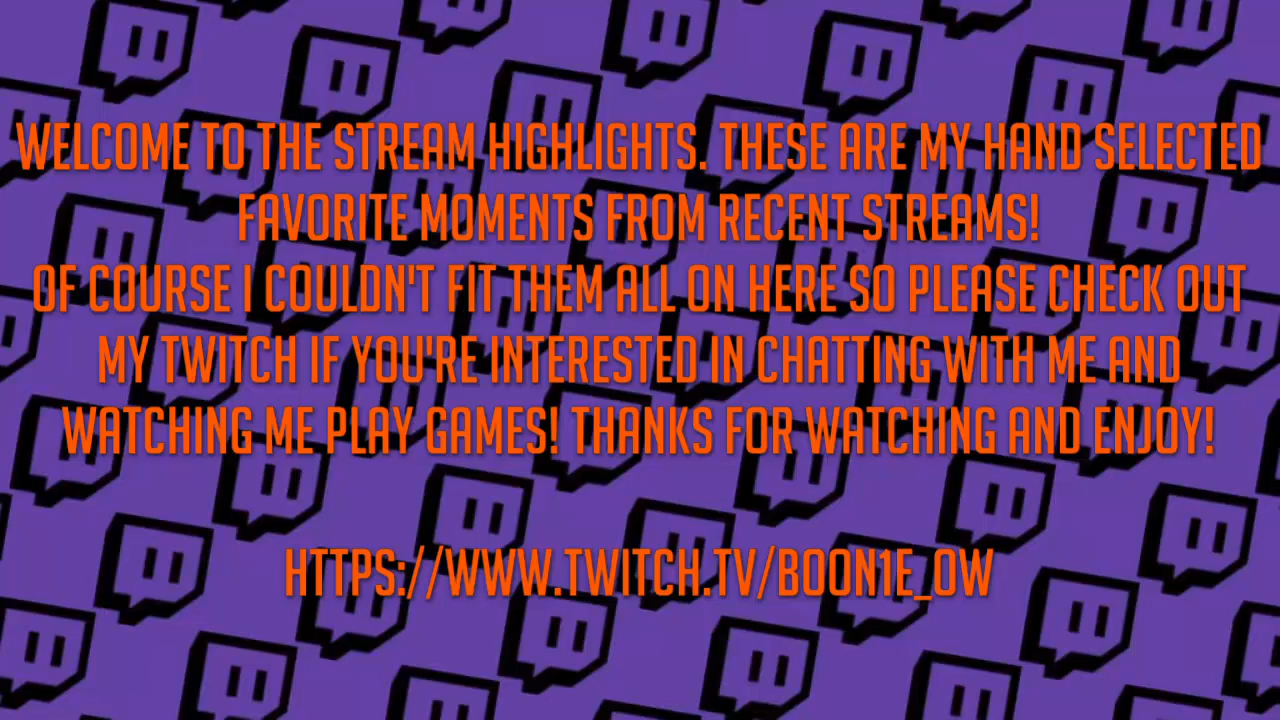 WELCOME TO THE STREAM HIGHLIGHTS. THESE ARE MY HAND SELECTED
FAVORITE MOMENTS FROM RECENT STREAMS!
OF COURSE I COULDN'T FIT THEM ALL ON HERE SO PLEASE CHECK OUT
MY TWITCH IF YOU'RE INTERESTED IN CHATTING WITH ME AND
WATCHING ME PLAY GAMES! THANKS FOR WATCHING AND ENJOY!
HTTPS://WWW.TWITCH.TV/BOON1E_OW